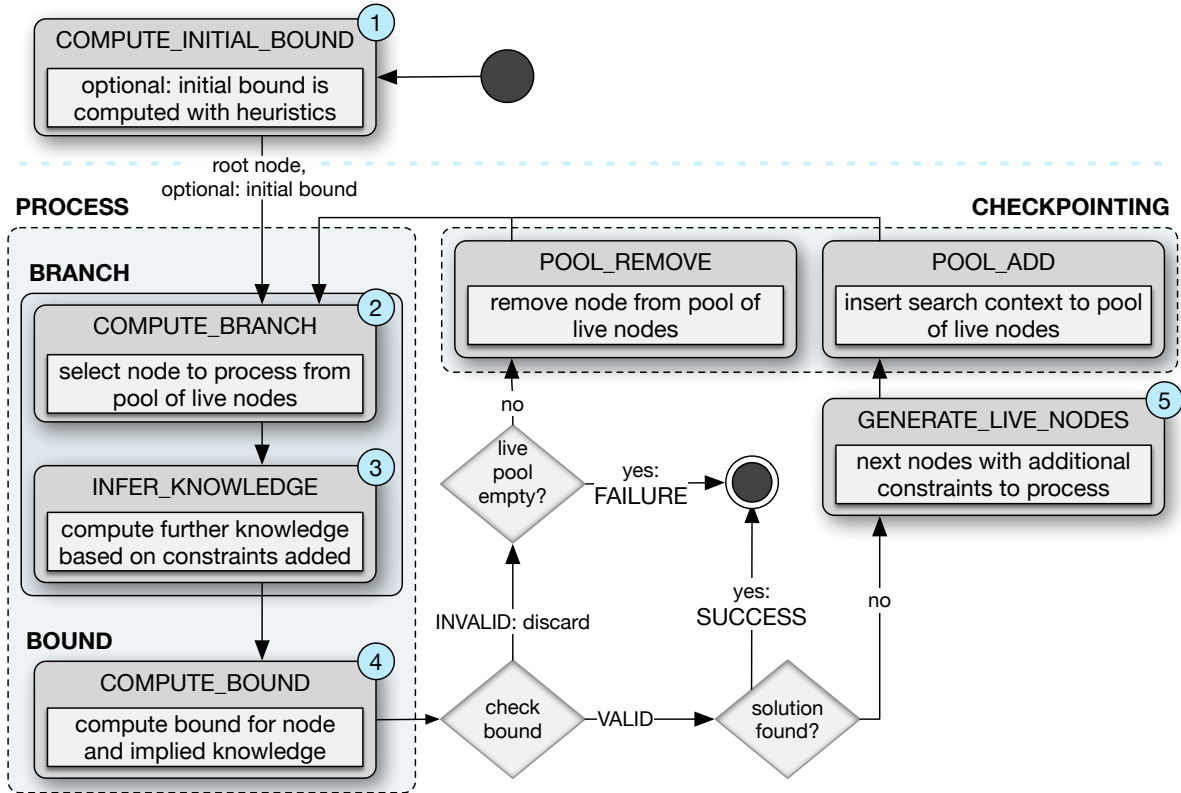 1
COMPUTE_INITIAL_BOUND
optional: initial bound is
computed with heuristics
root node,
optional: initial bound
PROCESS
CHECKPOINTING
BRANCH
2
COMPUTE_BRANCH
select node to process from
pool of live nodes
3
INFER_KNOWLEDGE
compute further knowledge
based on constraints added
BOUND
4
COMPUTE_BOUND
compute bound for node
and implied knowledge
POOL_REMOVE
remove node from pool of
live nodes
POOL_ADD
insert search context to pool
of live nodes
no
live
pool
empty?
yes:
FAILURE
5
GENERATE_LIVE_NODES
next nodes with additional
constraints to process
INVALID: discard
yes:
SUCCESS
no
check
bound
VALID
solution
found?